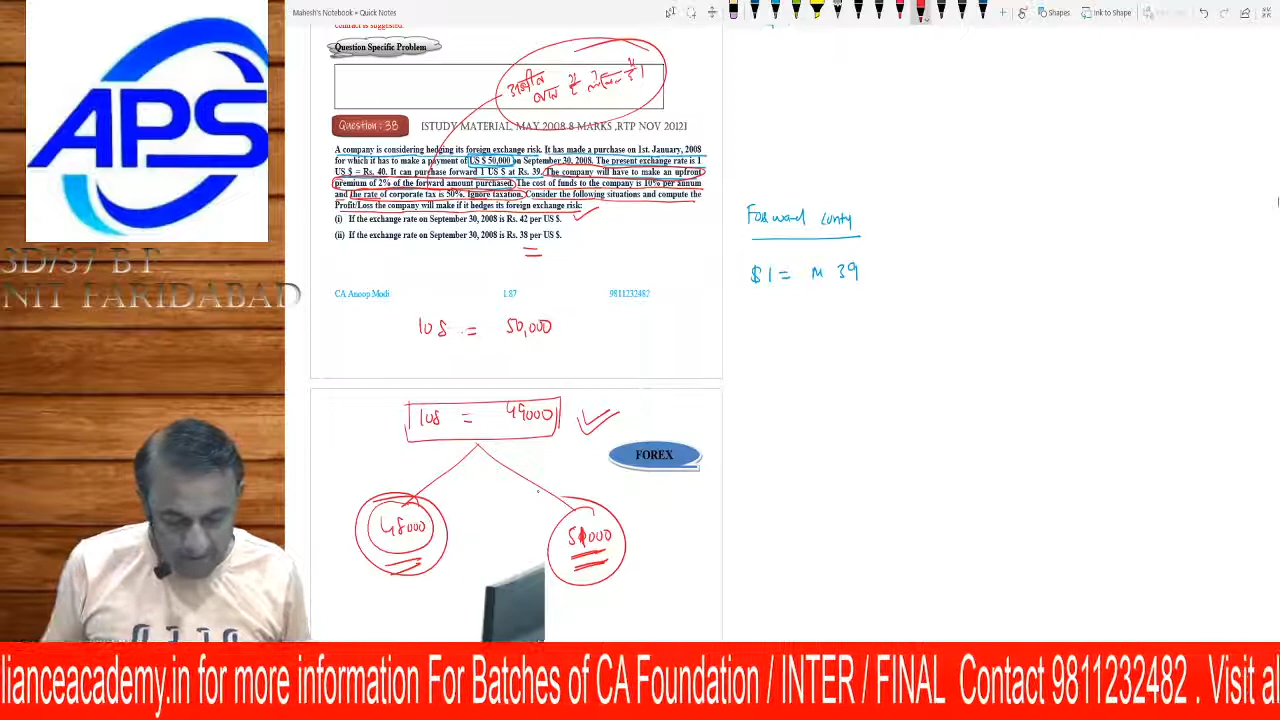 Mahesh's Notebook » Quick Notes
Shapes
Ink to Shape
contract is suggested.
Question Specific Problem
APS
Question : 38
[STUDY MATERIAL, MAY 2008 8 MARKS ,RTP NOV 2012]
A company is considering hedging its foreign exchange risk. It has made a purchase on 1st. January, 2008
for which it has to make a payment of US $ 50,000 on September 30, 2008. The present exchange rate is 1
US $ = Rs. 40. It can purchase forward 1 US $ at Rs. 39. The company will have to make an upfront
premium of 2% of the forward amount purchased. The cost of funds to the company is 10% per annum
and the rate of corporate tax is 50%. Ignore taxation. Consider the following situations and compute the
Profit/Loss the company will make if it hedges its foreign exchange risk:
(i) If the exchange rate on September 30, 2008 is Rs. 42 per US $.
(ii) If the exchange rate on September 30, 2008 is Rs. 38 per US $.
Forward
$1 = 39
3D/37 B.P.
NIT FARIDABAD
CA Anoop Modi
1.87
9811232482
108 = 50,000
108 = 49000
FOREX
48000
51000
lianceacademy.in for more information For Batches of CA Foundation / INTER / FINAL Contact 9811232482 . Visit al